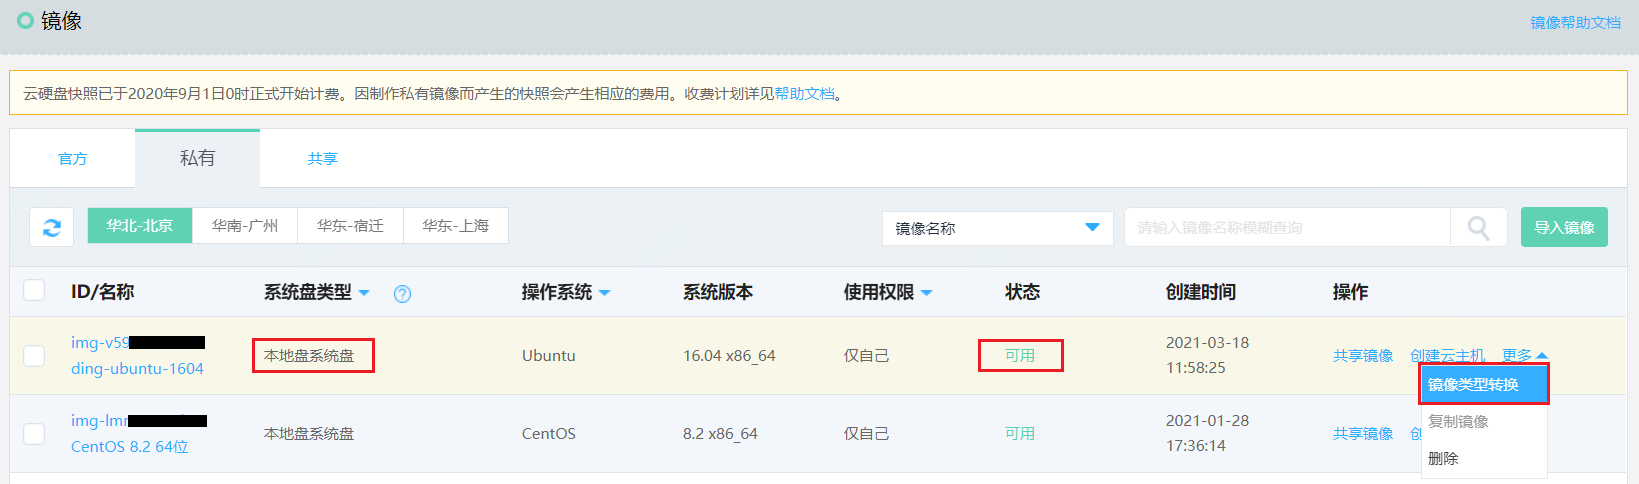 镜像
镜像帮助文档
云硬盘快照已于2020年9月1日0时正式开始计费。因制作私有镜像而产生的快照会产生相应的费用。收费计划详见帮助文档。
官方 私有 共享
华北-北京 华南-广州 华东-宿迁 华东-上海 镜像名称 请输入镜像名称模糊查询 导入镜像
ID/名称 系统盘类型 操作系统 系统版本 使用权限 状态 创建时间 操作
img-v59
ding-ubuntu-1604
本地盘系统盘 Ubuntu 16.04 x86_64 仅自己 可用
2021-03-18
11:58:25
共享镜像 创建云主机 更多
镜像类型转换
复制镜像
删除
img-lmr
CentOS 8.2 64位
本地盘系统盘 CentOS 8.2 x86_64 仅自己 可用
2021-01-28
17:36:14
共享镜像